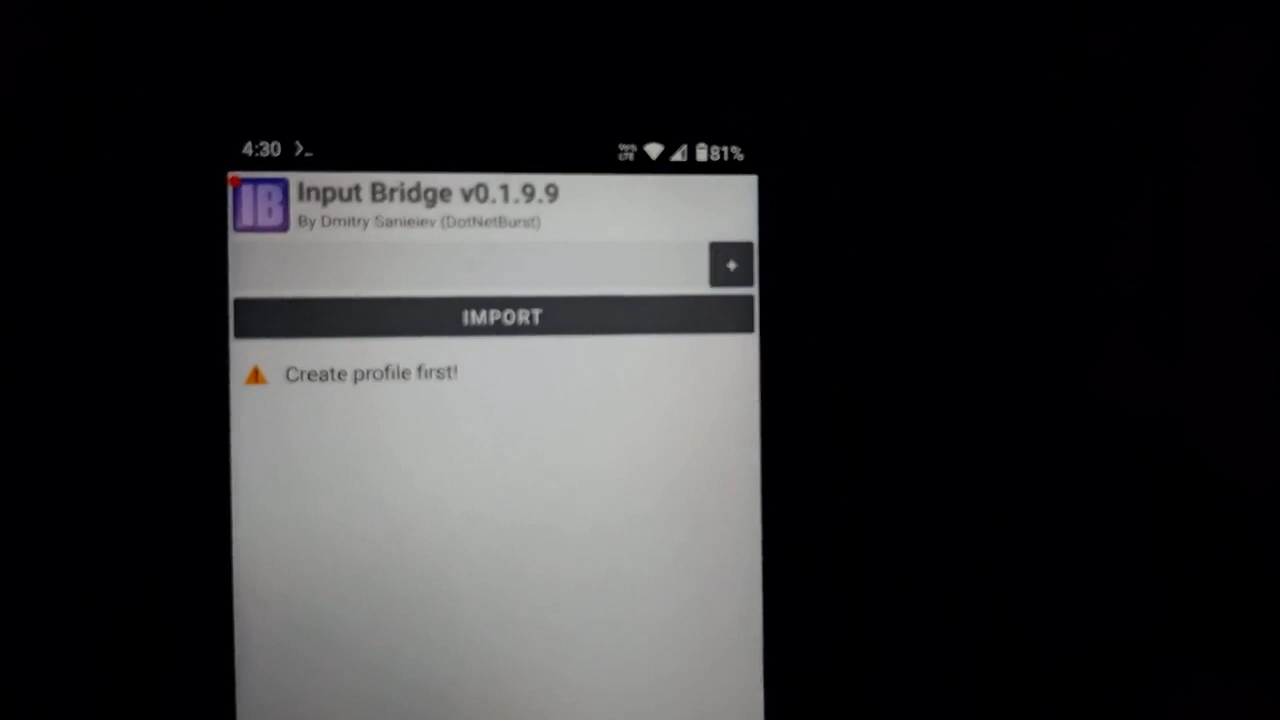 4:30 81%
IB
Input Bridge v0.1.9.9
By Dmitry Sanieiev (DotNetBurst)
+
IMPORT
Create profile first!